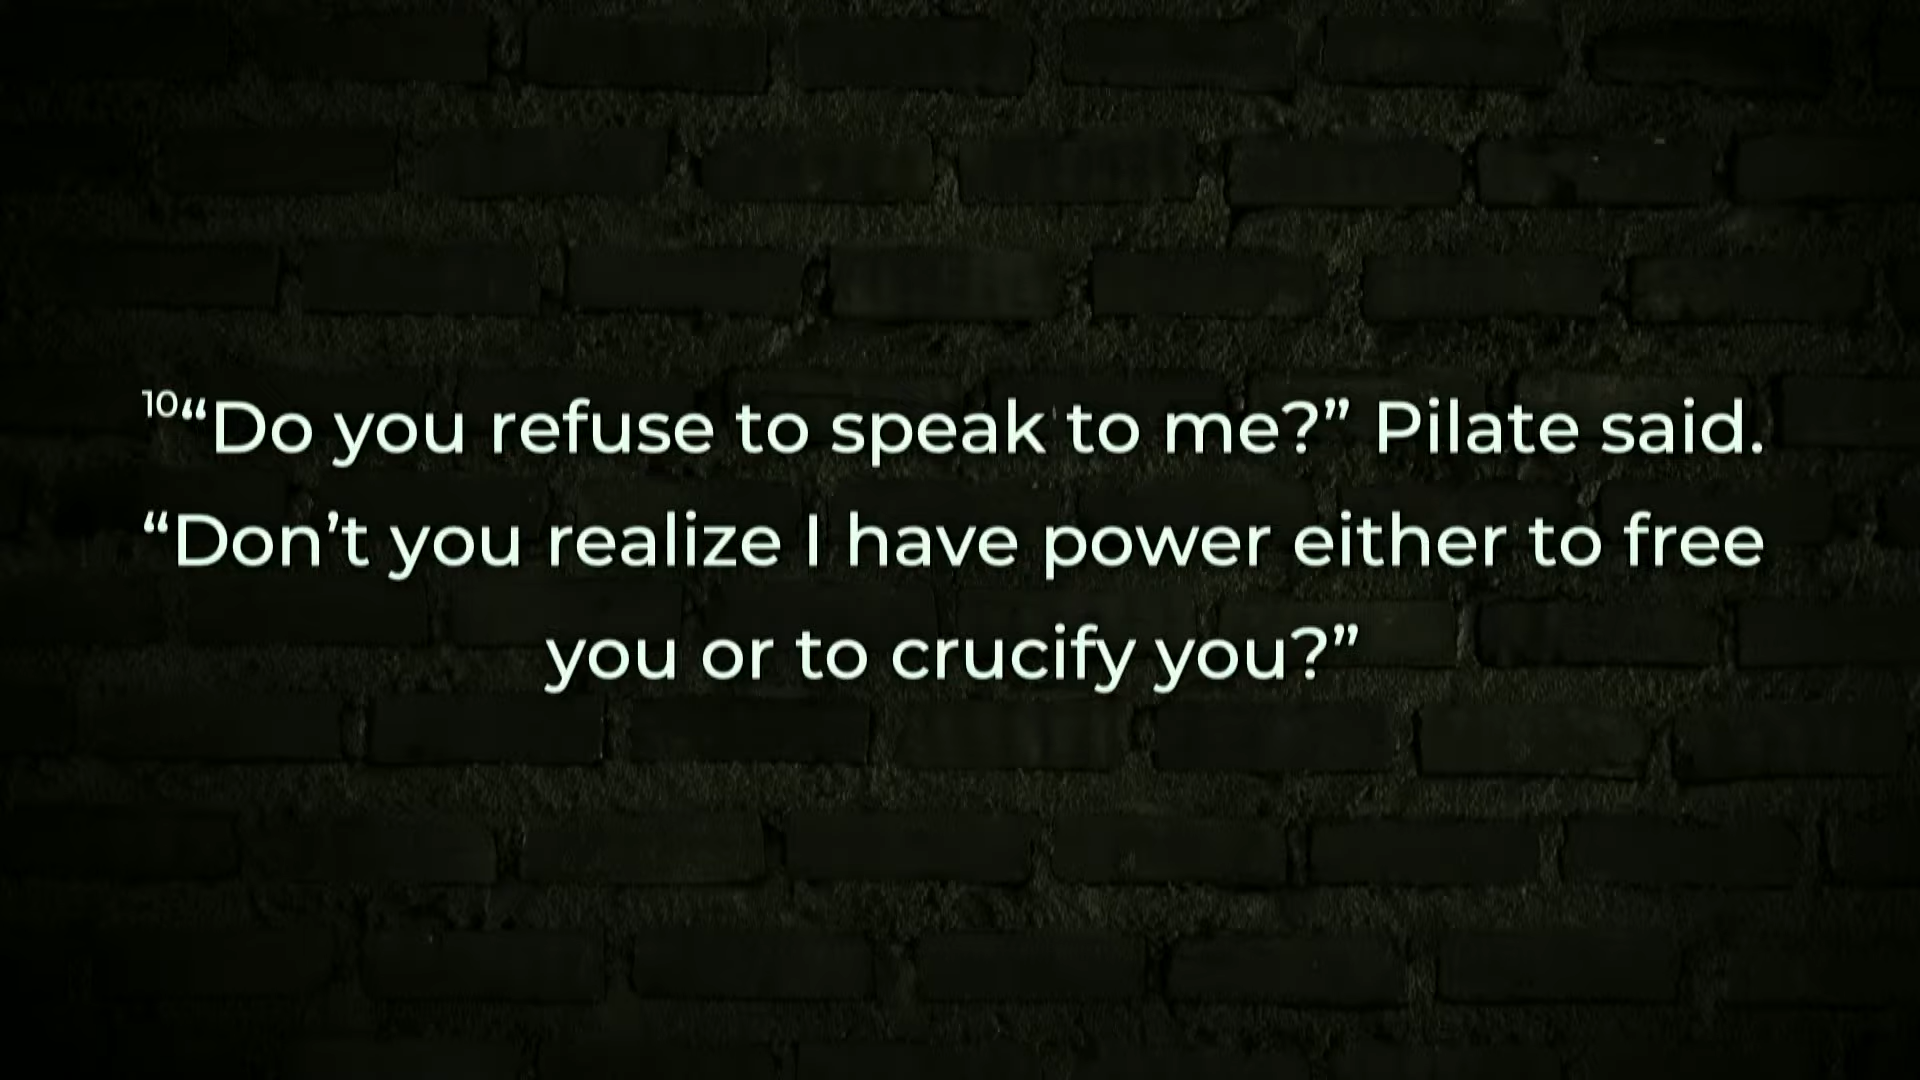 10“Do you refuse to speak to me?” Pilate said.
“Don’t you realize I have power either to free
you or to crucify you?”